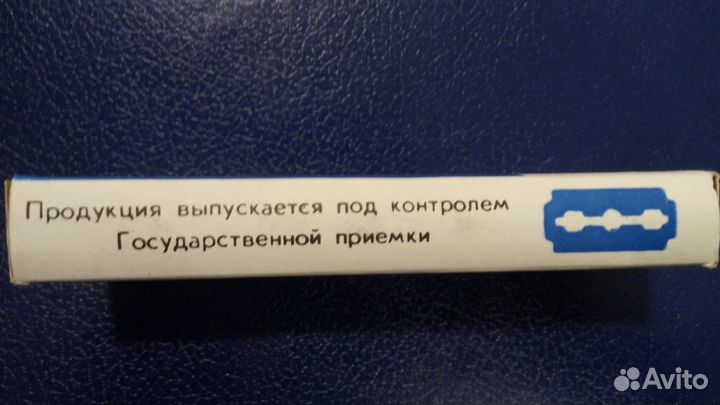 Продукция выпускается под контролем
Государственной приемки
Avito